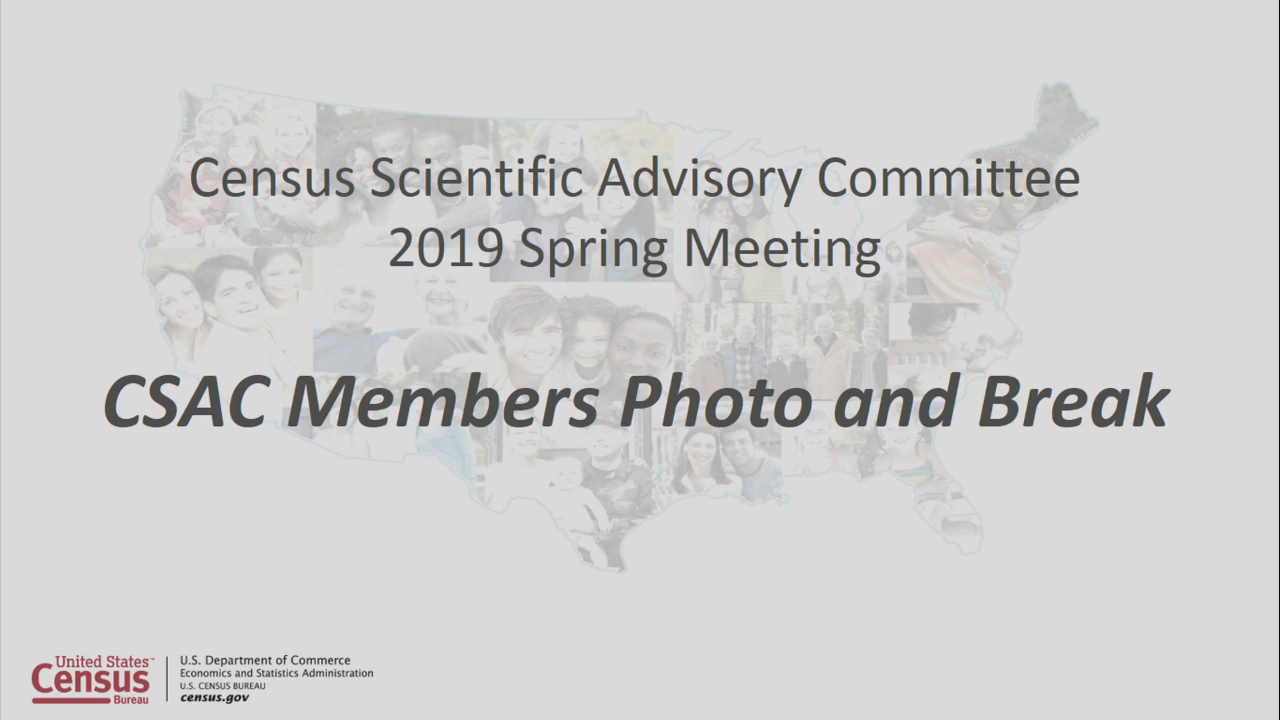 Census Scientific Advisory Committee
2019 Spring Meeting
CSAC Members Photo and Break
United States™
Census
Bureau
U.S. Department of Commerce
Economics and Statistics Administration
U.S. CENSUS BUREAU
census.gov